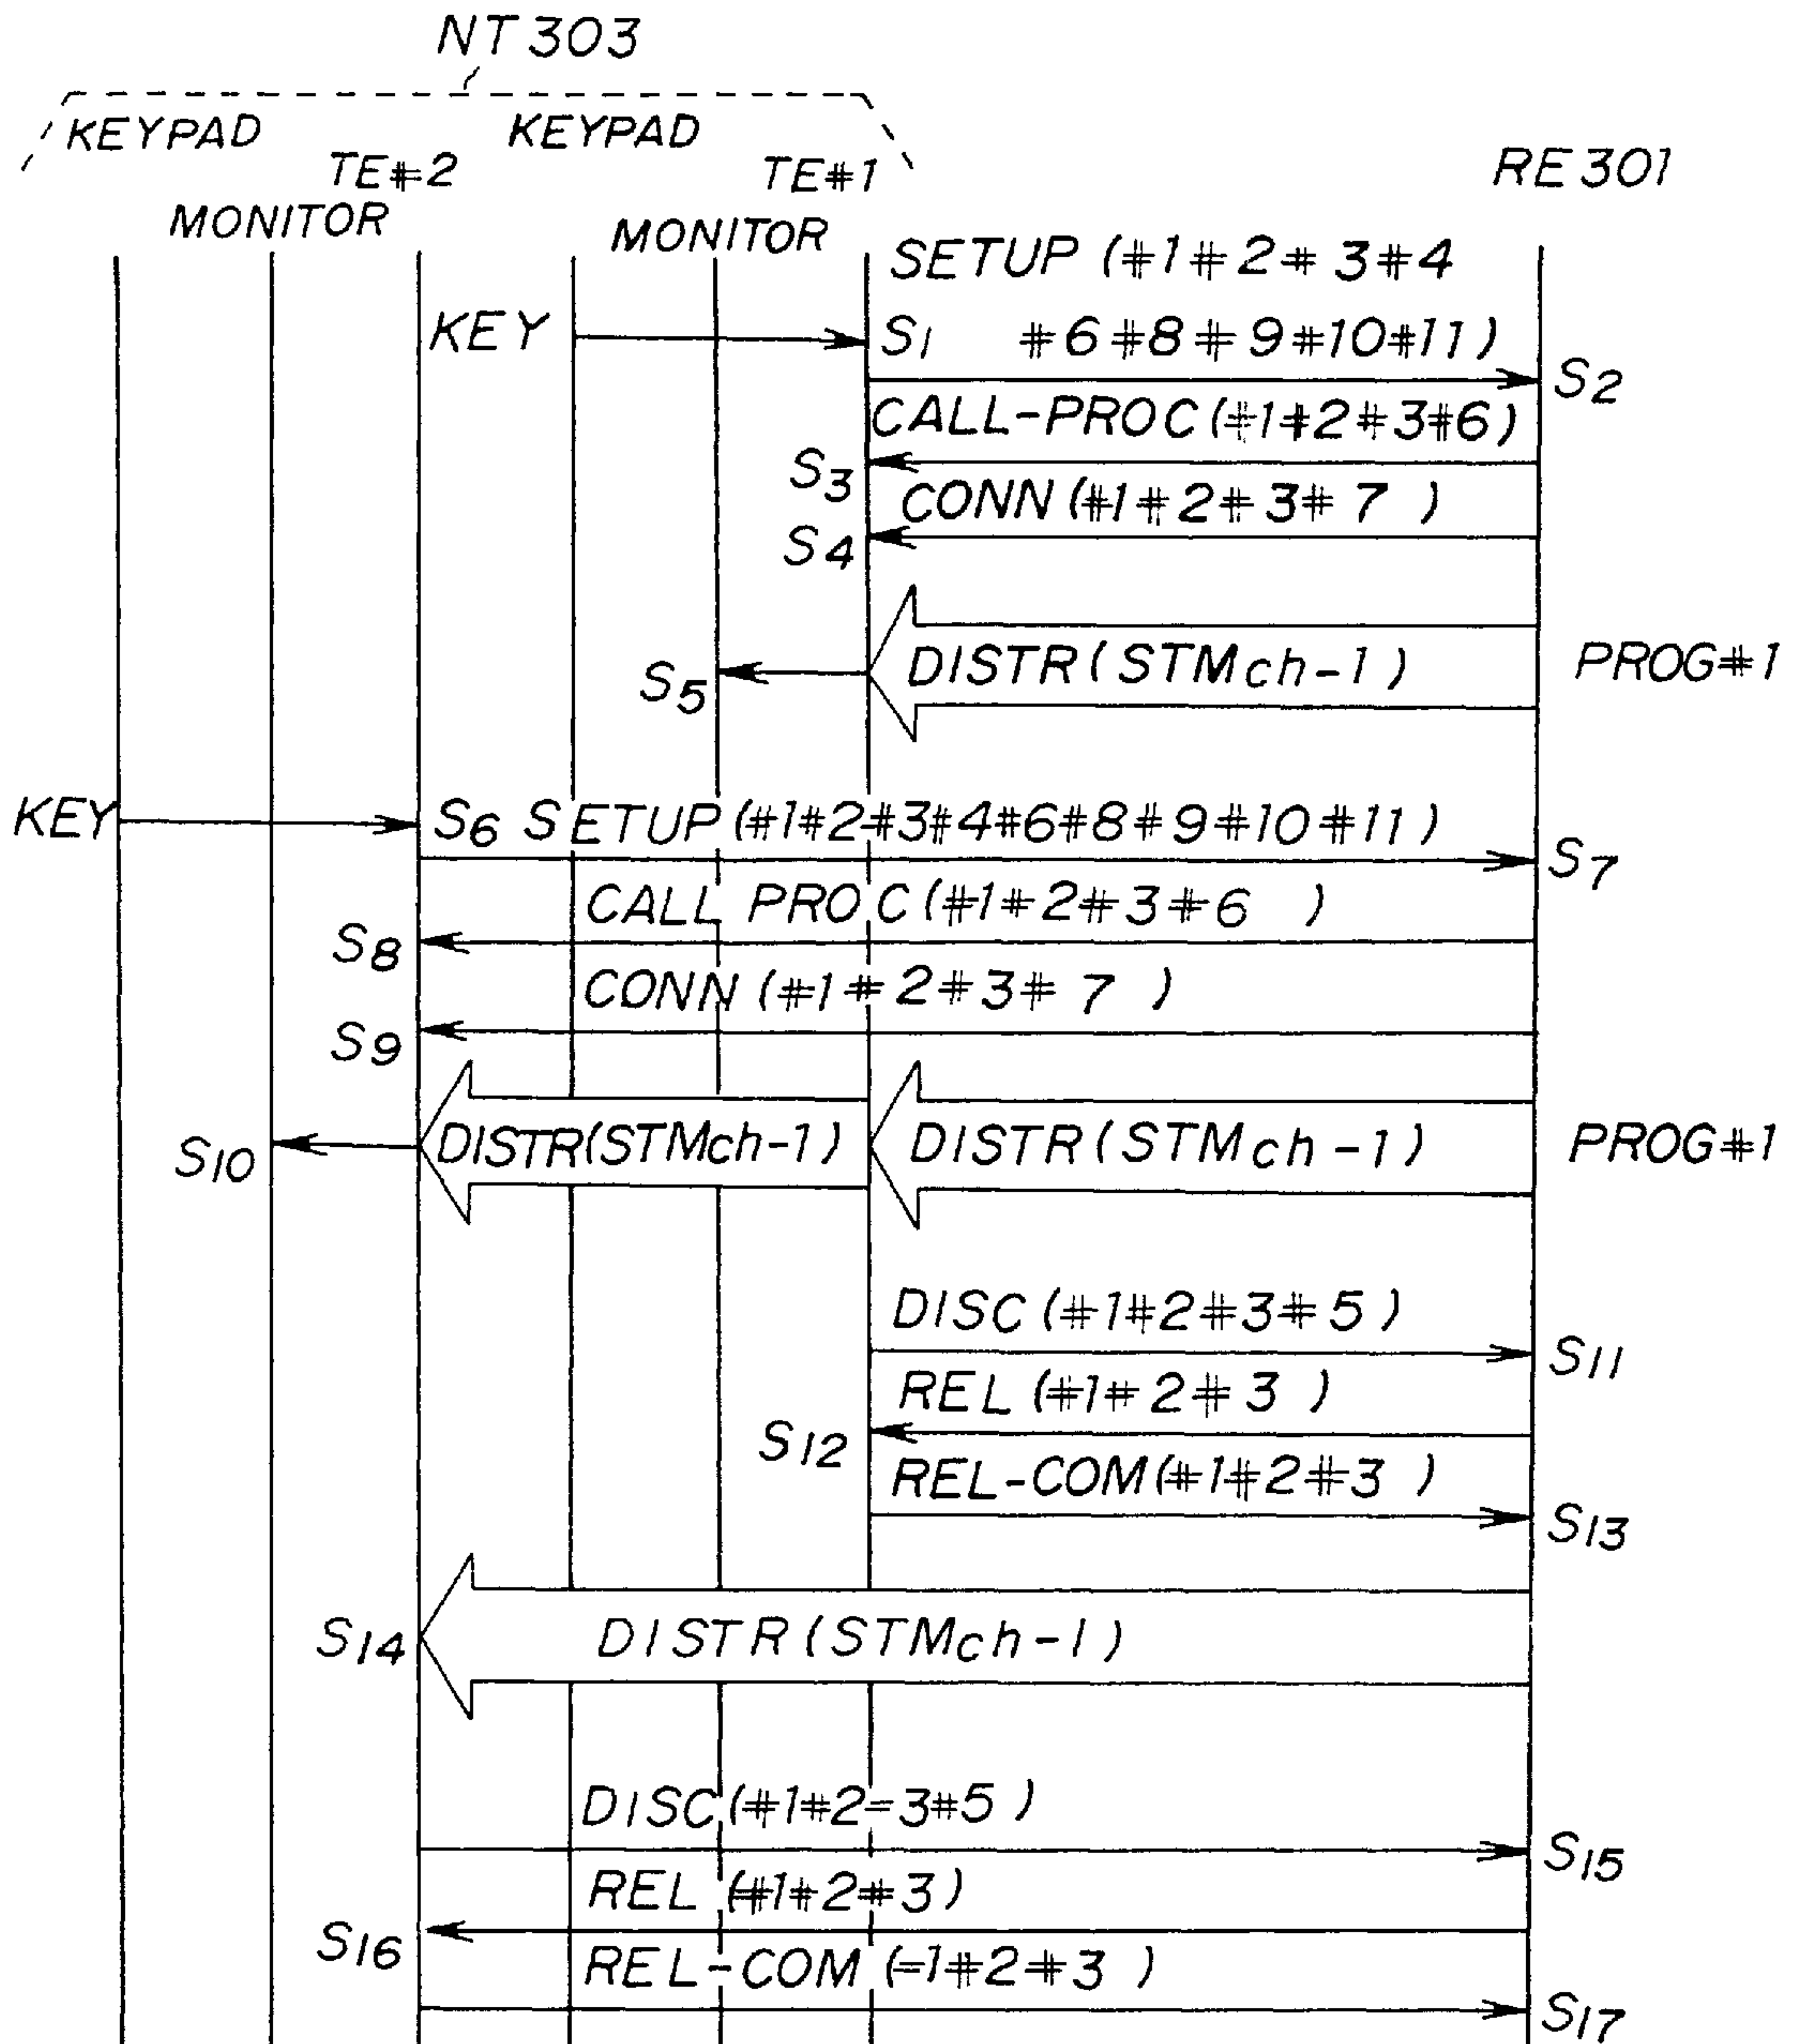 NT303
KEYPAD KEYPAD
TE#2 TE#1 RE301
MONITOR MONITOR
SETUP (#1#2#3#4
KEY S1 #6#8#9#10#11)
S2
CALL-PROC(#1#2#3#6)
S3
CONN(#1#2#3#7 )
S4
DISTR(STMch-1) PROG#1
S5
KEY S6 SETUP(#1#2#3#4#6#8#9#10#11)
S7
CALL PROC(#1#2#3#6 )
S8
CONN(#1#2#3#7 )
S9
S10 DISTR(STMch-1) DISTR(STMch-1) PROG#1
DISC(#1#2#3#5)
S11
REL(#1#2#3 )
S12
REL-COM(#1#2#3 )
S13
S14 DISTR(STMch-1)
DISC(#1#2=3#5 )
S15
REL (#1#2#3)
S16
REL-COM (=1#2#3 )
S17